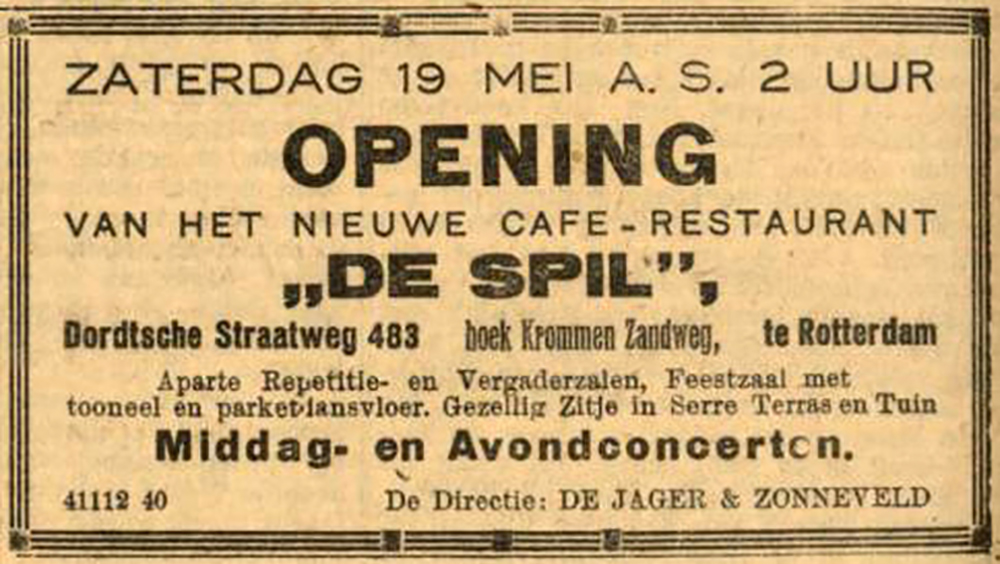 ZATERDAG 19 MEI A. S. 2 UUR
OPENING
VAN HET NIEUWE CAFE-RESTAURANT
„DE SPIL”,
Dordtsche Straatweg 483 hoek Krommen Zandweg, te Rotterdam
Aparte Repetitie- en Vergaderzalen, Feestzaal met
tooneel en parketdansvloer. Gezellig Zitje in Serre Terras en Tuin
Middag- en Avondconcerten.
41112 40 De Directie: DE JAGER & ZONNEVELD